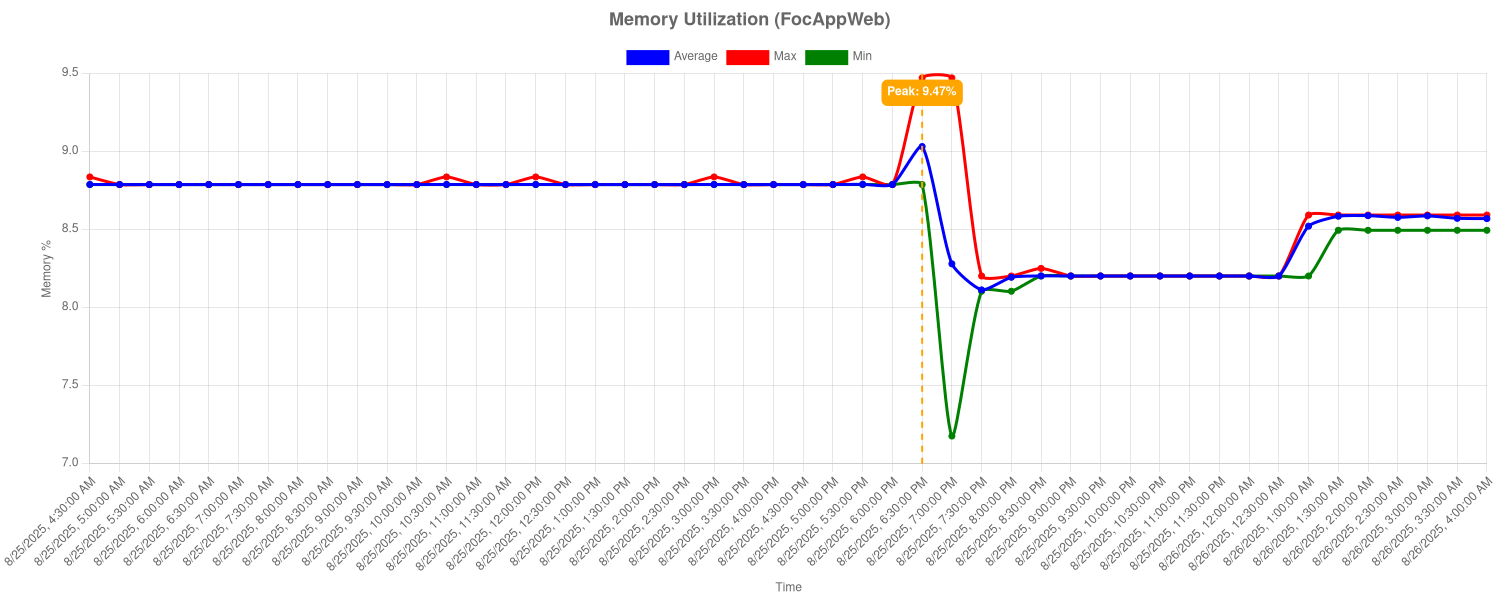 Memory Utilization (FocAppWeb)
Average Max Min
9.5
Peak: 9.47%
9.0
8.5
Memory %
8.0
7.5
7.0
8/25/2025, 4:30:00 AM
8/25/2025, 5:00:00 AM
8/25/2025, 5:30:00 AM
8/25/2025, 6:00:00 AM
8/25/2025, 6:30:00 AM
8/25/2025, 7:00:00 AM
8/25/2025, 7:30:00 AM
8/25/2025, 8:00:00 AM
8/25/2025, 8:30:00 AM
8/25/2025, 9:00:00 AM
8/25/2025, 9:30:00 AM
8/25/2025, 10:00:00 AM
8/25/2025, 10:30:00 AM
8/25/2025, 11:00:00 AM
8/25/2025, 11:30:00 AM
8/25/2025, 12:00:00 PM
8/25/2025, 12:30:00 PM
8/25/2025, 1:00:00 PM
8/25/2025, 1:30:00 PM
8/25/2025, 2:00:00 PM
8/25/2025, 2:30:00 PM
8/25/2025, 3:00:00 PM
8/25/2025, 3:30:00 PM
8/25/2025, 4:00:00 PM
8/25/2025, 4:30:00 PM
8/25/2025, 5:00:00 PM
8/25/2025, 5:30:00 PM
8/25/2025, 6:00:00 PM
8/25/2025, 6:30:00 PM
8/25/2025, 7:00:00 PM
8/25/2025, 7:30:00 PM
8/25/2025, 8:00:00 PM
8/25/2025, 8:30:00 PM
8/25/2025, 9:00:00 PM
8/25/2025, 9:30:00 PM
8/25/2025, 10:00:00 PM
8/25/2025, 10:30:00 PM
8/25/2025, 11:00:00 PM
8/25/2025, 11:30:00 PM
8/26/2025, 12:00:00 AM
8/26/2025, 12:30:00 AM
8/26/2025, 1:00:00 AM
8/26/2025, 1:30:00 AM
8/26/2025, 2:00:00 AM
8/26/2025, 2:30:00 AM
8/26/2025, 3:00:00 AM
8/26/2025, 3:30:00 AM
8/26/2025, 4:00:00 AM
Time